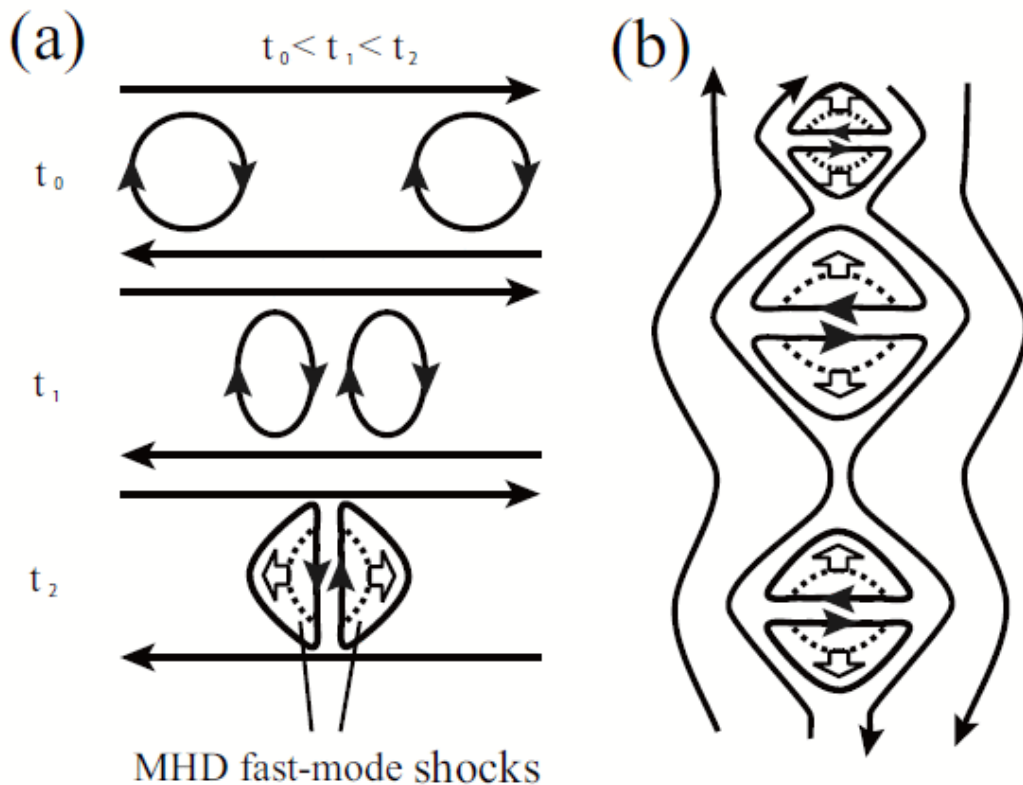 (a)
t₀< t₁< t₂
(b)
t₀
t₁
t₂
MHD fast-mode shocks